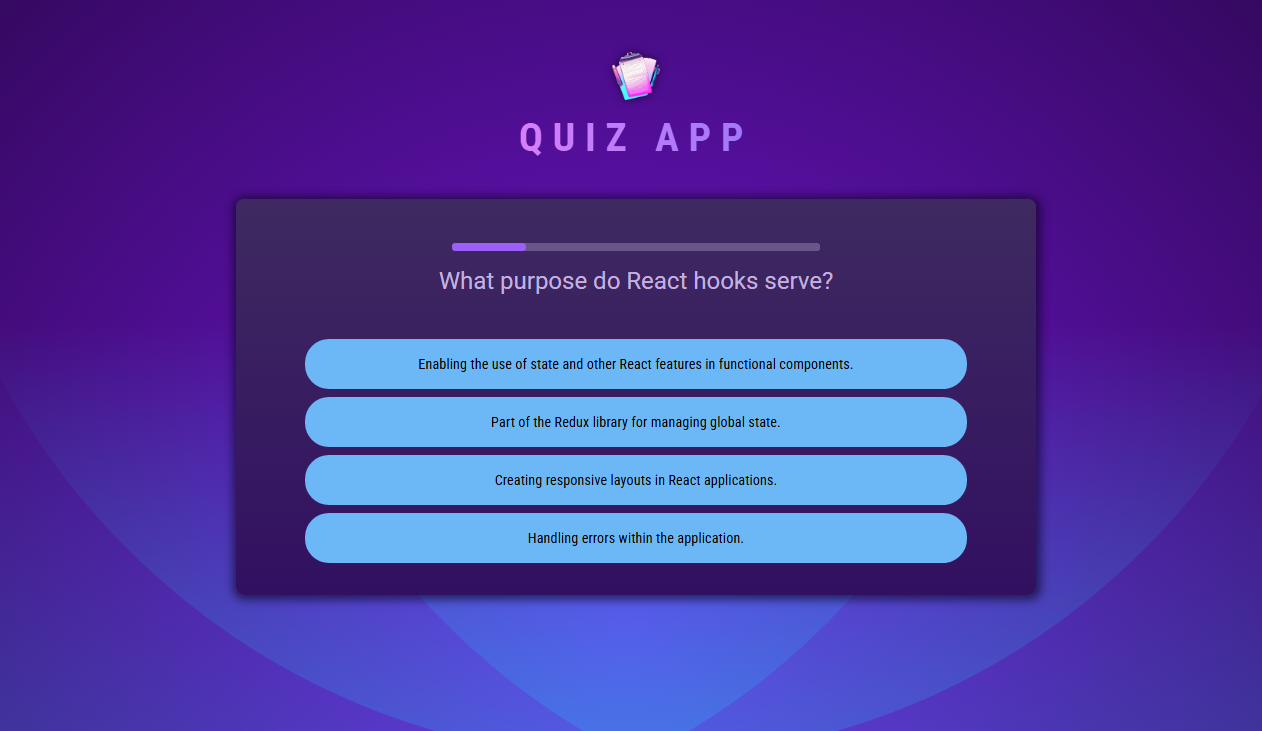 QUIZ APP
What purpose do React hooks serve?
Enabling the use of state and other React features in functional components.
Part of the Redux library for managing global state.
Creating responsive layouts in React applications.
Handling errors within the application.